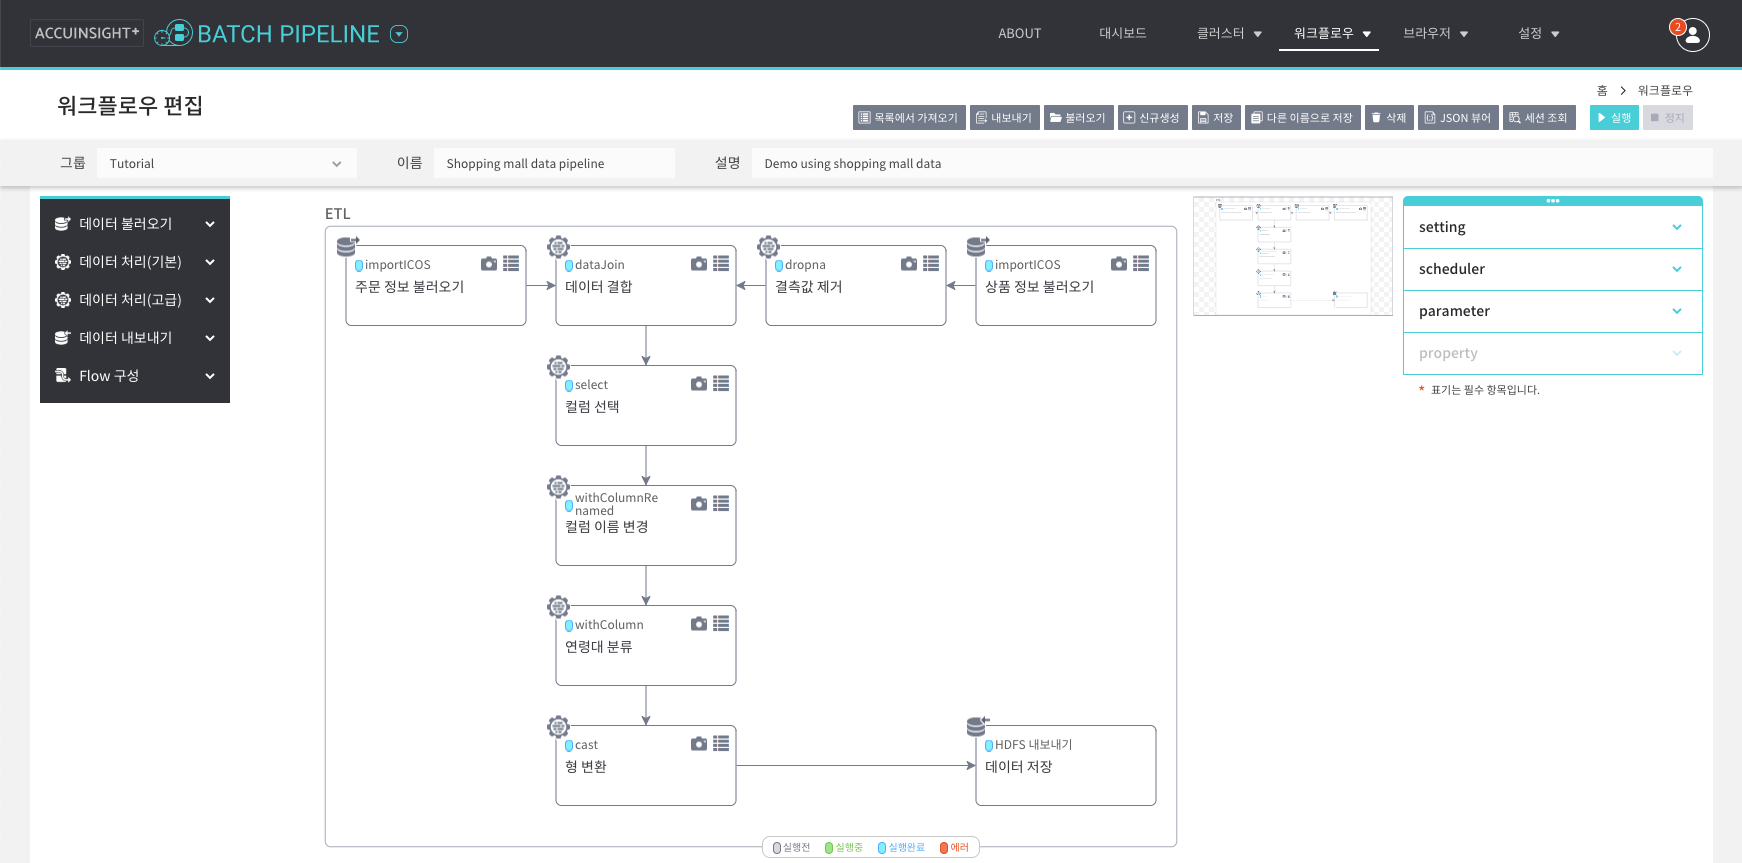 ACCUINSIGHT+ BATCH PIPELINE
ABOUT 대시보드 클러스터 워크플로우 브라우저 설정 2
홈 > 워크플로우
워크플로우 편집
목록에서 가져오기 내보내기 불러오기 신규생성 저장 다른 이름으로 저장 삭제 JSON 뷰어 세션 조회 실행 정지
그룹 Tutorial 이름 Shopping mall data pipeline 설명 Demo using shopping mall data
데이터 불러오기
데이터 처리(기본)
데이터 처리(고급)
데이터 내보내기
Flow 구성
ETL
importICOS
주문 정보 불러오기
dataJoin
데이터 결합
dropna
결측값 제거
importICOS
상품 정보 불러오기
select
컬럼 선택
withColumnRe
named
컬럼 이름 변경
withColumn
연령대 분류
cast
형 변환
HDFS 내보내기
데이터 저장
실행전 실행중 실행완료 에러
setting
scheduler
parameter
property
* 표기는 필수 항목입니다.